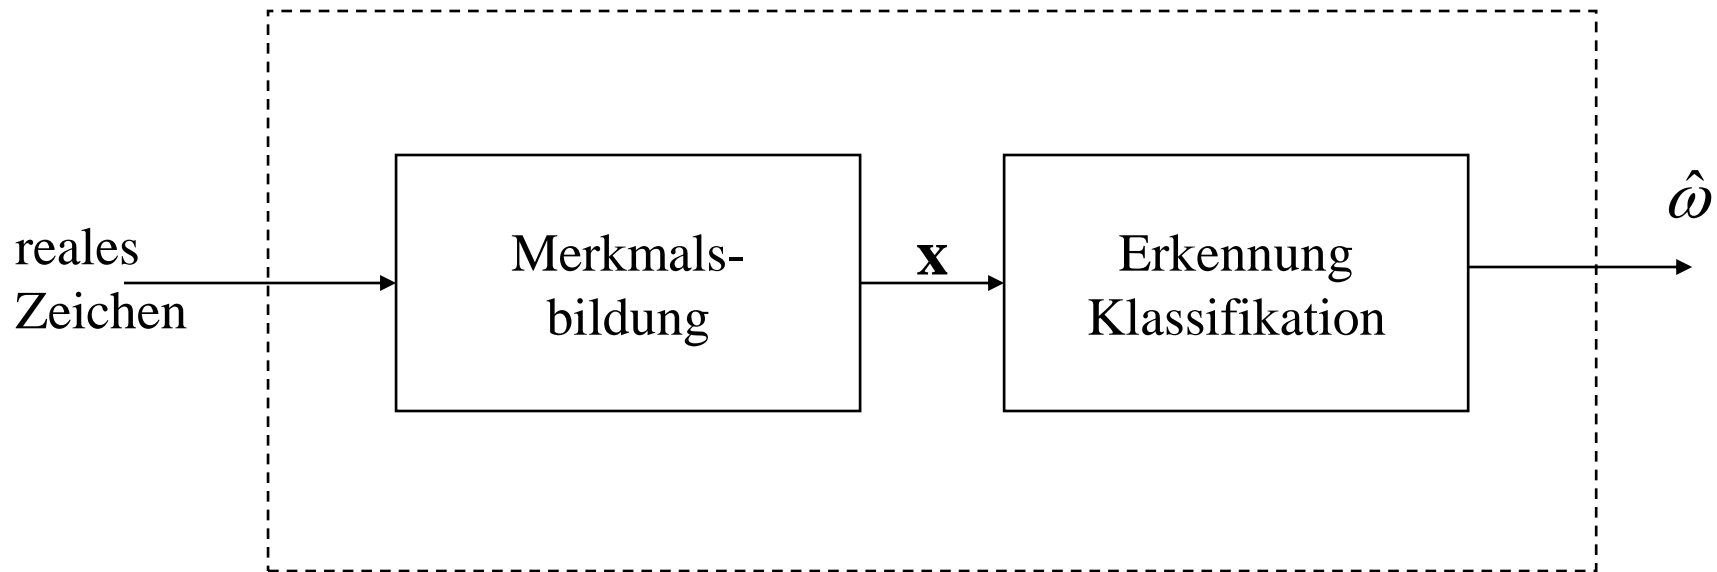 reales
Zeichen
Merkmals-
bildung
x
Erkennung
Klassifikation
ω̂